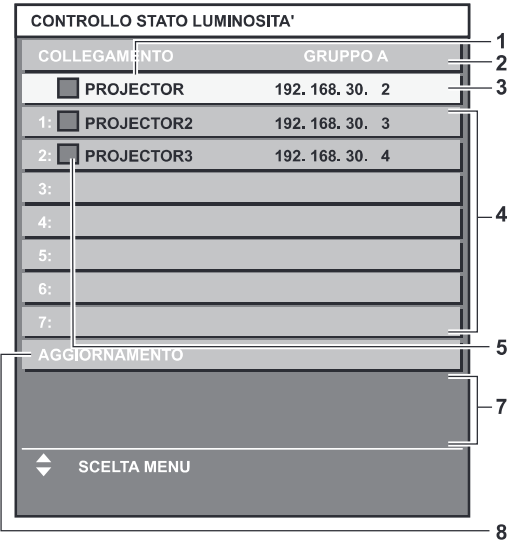 CONTROLLO STATO LUMINOSITA'
COLLEGAMENTO GRUPPO A
PROJECTOR 192. 168. 30. 2
1: PROJECTOR2 192. 168. 30. 3
2: PROJECTOR3 192. 168. 30. 4
3:
4:
5:
6:
7:
AGGIORNAMENTO
SCELTA MENU
1
2
3
4
5
7
8